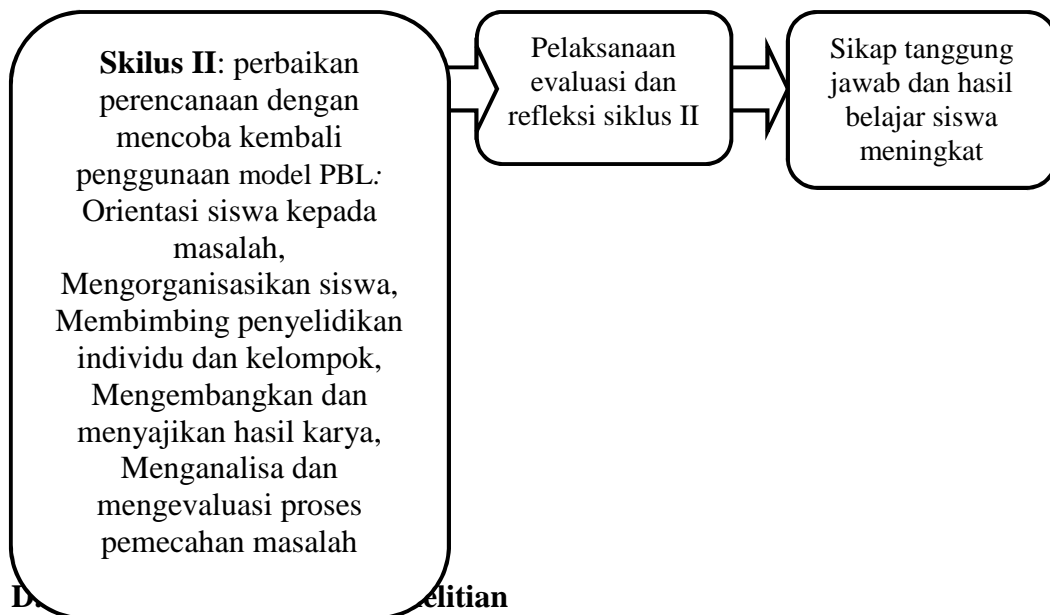 Skilus II: perbaikan
perencanaan dengan
mencoba kembali
penggunaan model PBL:
Orientasi siswa kepada
masalah,
Mengorganisasikan siswa,
Membimbing penyelidikan
individu dan kelompok,
Mengembangkan dan
menyajikan hasil karya,
Menganalisa dan
mengevaluasi proses
pemecahan masalah
Pelaksanaan
evaluasi dan
refleksi siklus II
Sikap tanggung
jawab dan hasil
belajar siswa
meningkat
D. elitian